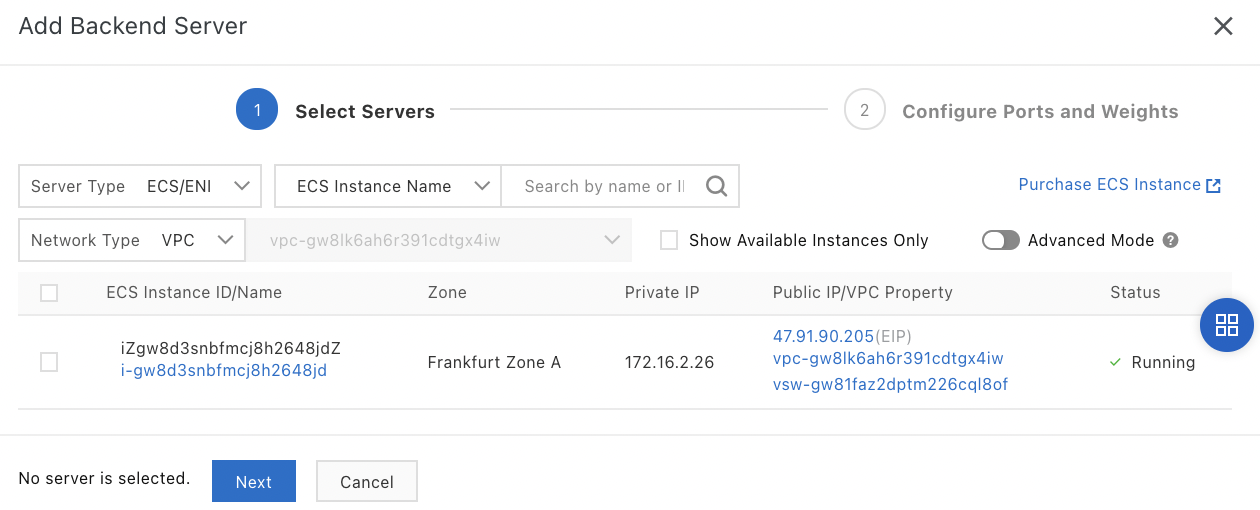 Add Backend Server
1 Select Servers 2 Configure Ports and Weights
Server Type ECS/ENI ECS Instance Name Search by name or II Purchase ECS Instance
Network Type VPC vpc-gw8lk6ah6r391cdtgx4iw Show Available Instances Only Advanced Mode ?
ECS Instance ID/Name Zone Private IP Public IP/VPC Property Status
iZgw8d3snbfmcj8h2648jdZ
i-gw8d3snbfmcj8h2648jd
Frankfurt Zone A 172.16.2.26
47.91.90.205(EIP)
vpc-gw8lk6ah6r391cdtgx4iw
vsw-gw81faz2dptm226cql8of
Running
No server is selected. Next Cancel